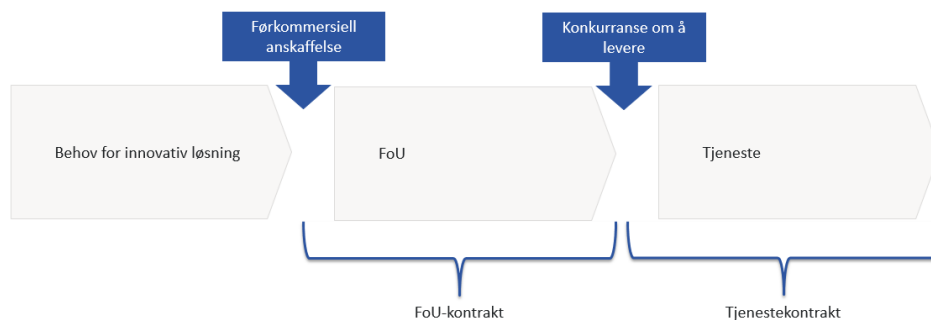 Førkommersiell
anskaffelse
Konkurranse om å
levere
Behov for innovativ løsning
FoU
Tjeneste
FoU-kontrakt
Tjenestekontrakt